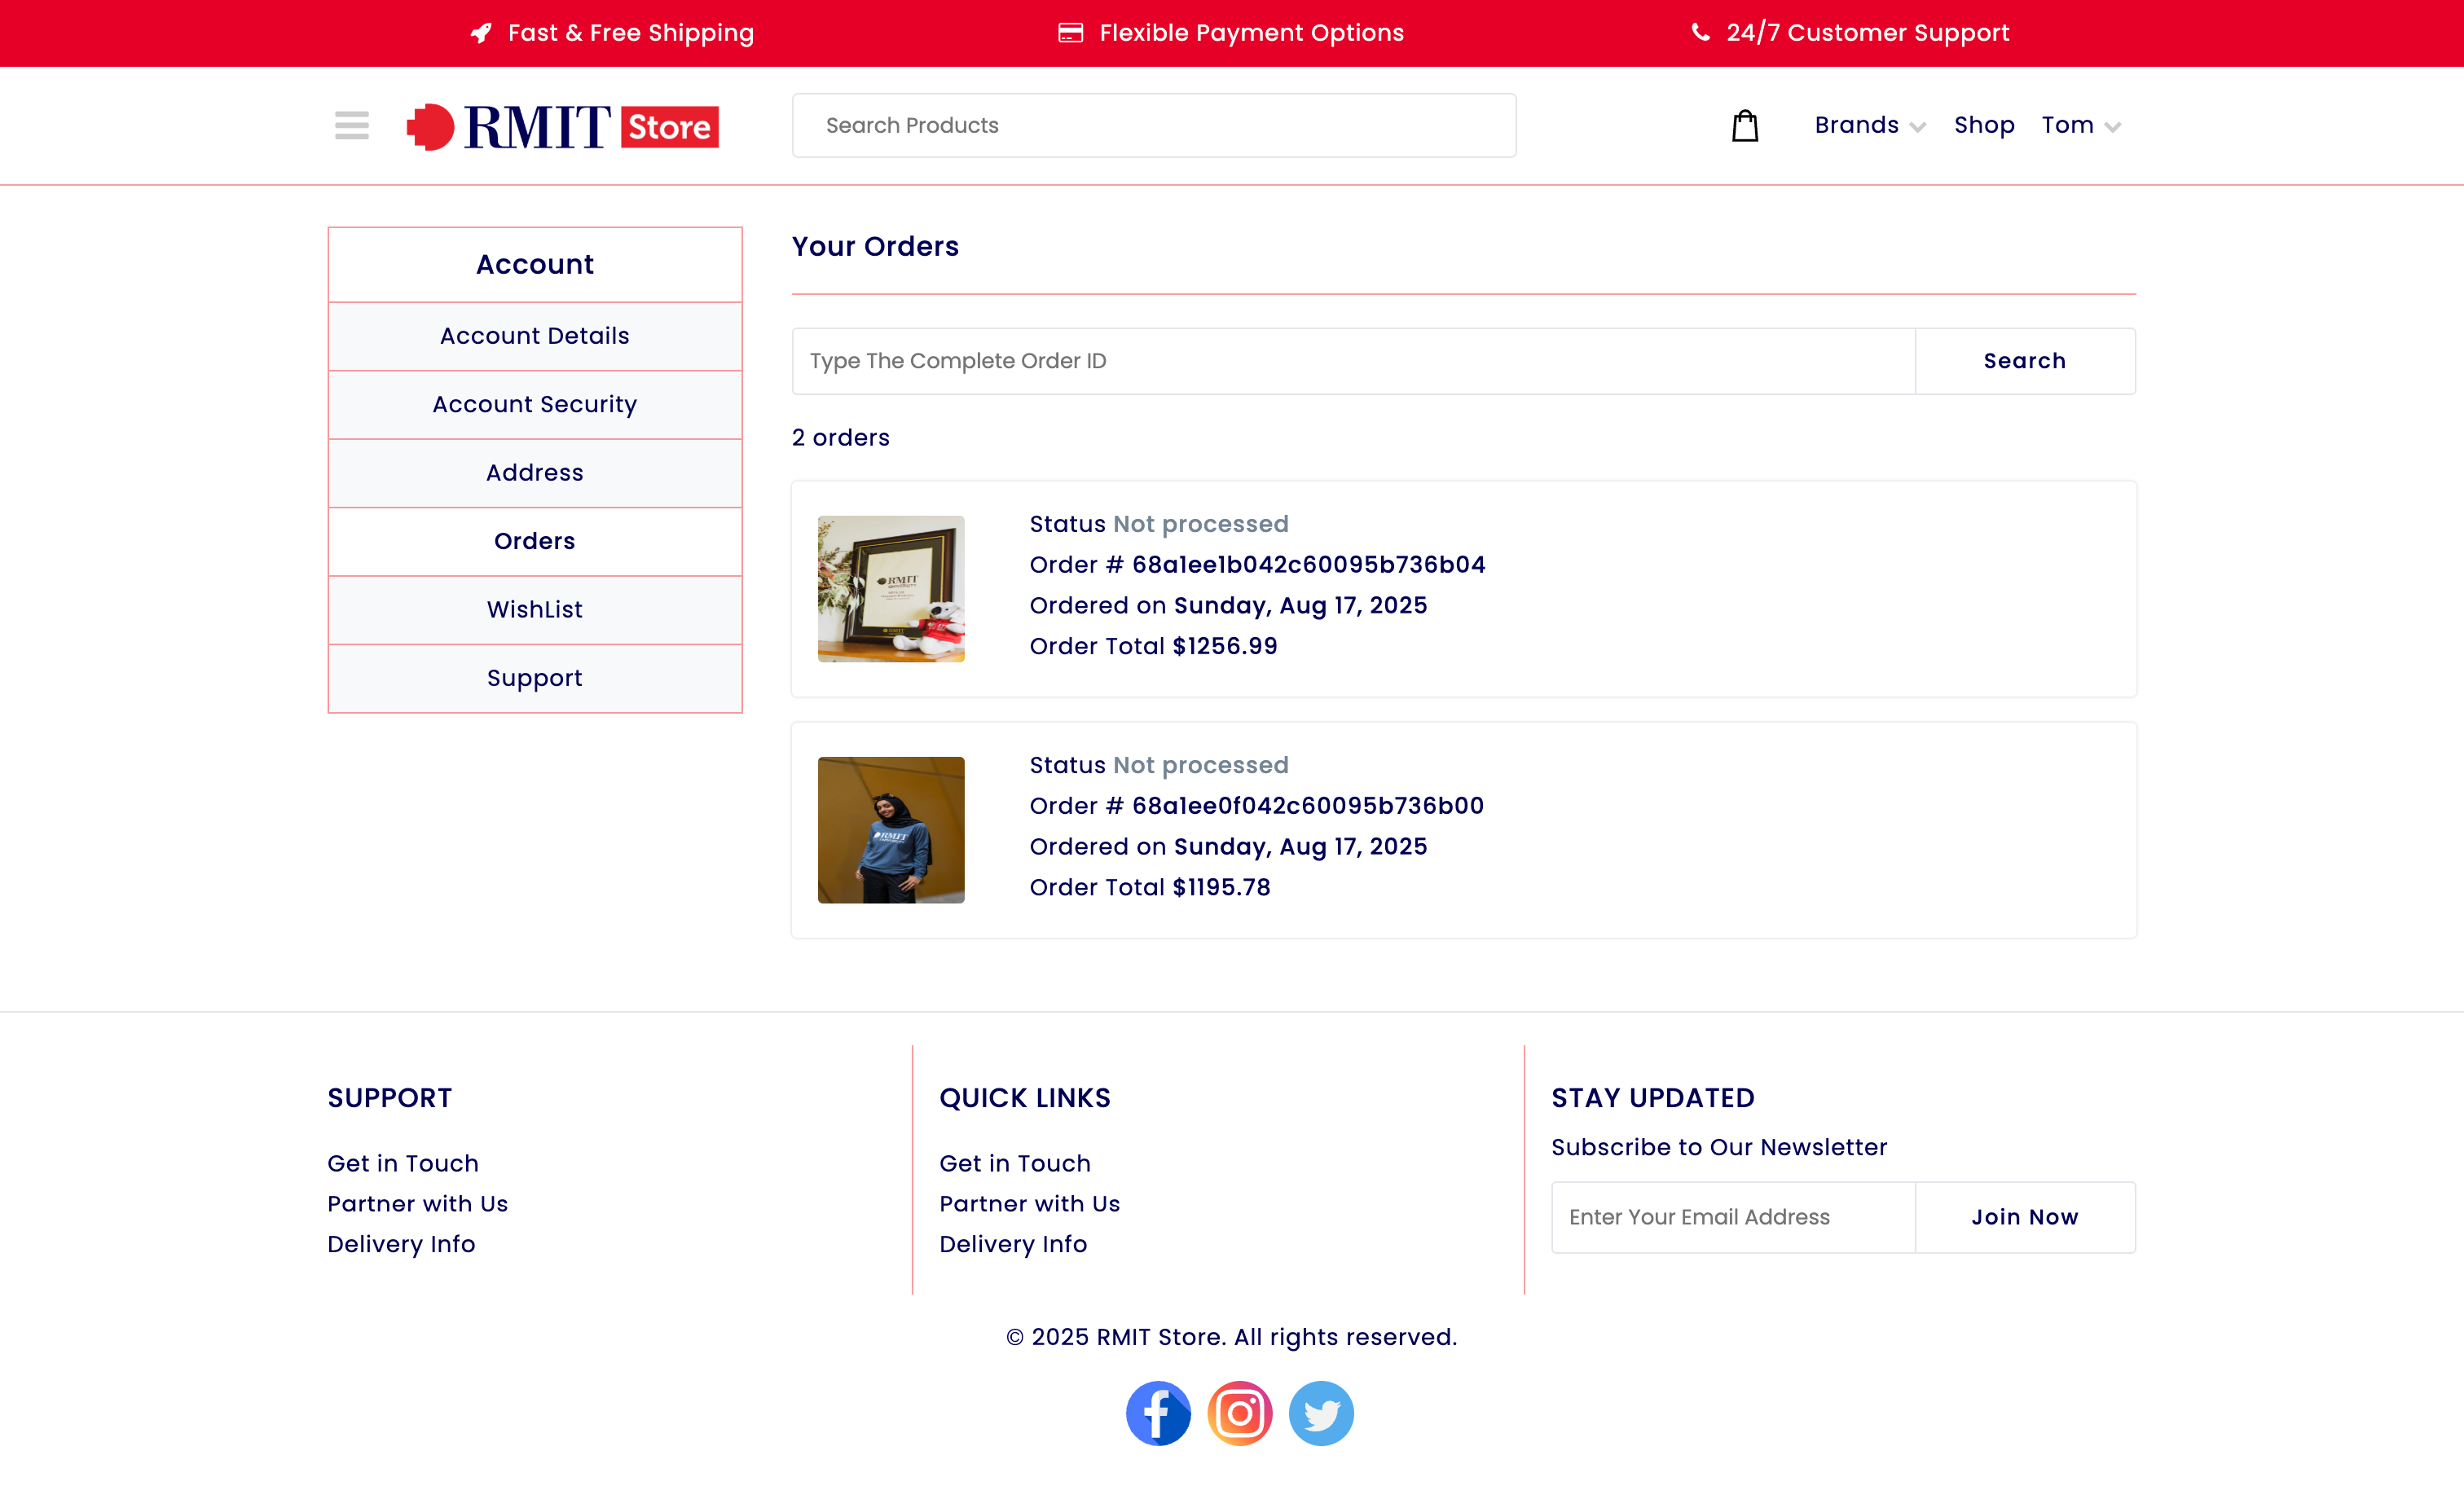 Fast & Free Shipping
Flexible Payment Options
24/7 Customer Support
RMIT Store
Search Products
Brands
Shop
Tom
Account
Account Details
Account Security
Address
Orders
WishList
Support
Your Orders
Type The Complete Order ID
Search
2 orders
RMIT
Status Not processed
Order # 68a1ee1b042c60095b736b04
Ordered on Sunday, Aug 17, 2025
Order Total $1256.99
RMIT
Status Not processed
Order # 68a1ee0f042c60095b736b00
Ordered on Sunday, Aug 17, 2025
Order Total $1195.78
SUPPORT
Get in Touch
Partner with Us
Delivery Info
QUICK LINKS
Get in Touch
Partner with Us
Delivery Info
STAY UPDATED
Subscribe to Our Newsletter
Enter Your Email Address
Join Now
© 2025 RMIT Store. All rights reserved.